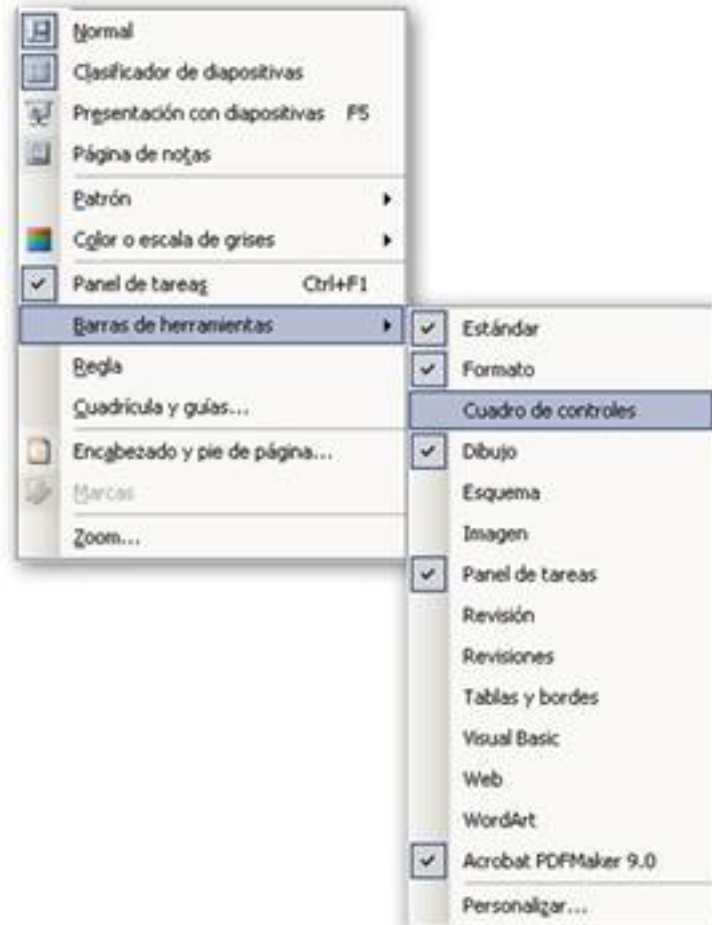 Normal
Clasificador de diapositivas
Presentación con diapositivas F5
Página de notas
Patrón
Color o escala de grises
Panel de tareas Ctrl+F1
Barras de herramientas
Regla
Cuadrícula y guías...
Encabezado y pie de página...
Marcas
Zoom...
Estándar
Formato
Cuadro de controles
Dibujo
Esquema
Imagen
Panel de tareas
Revisión
Revisiones
Tablas y bordes
Visual Basic
Web
WordArt
Acrobat PDFMaker 9.0
Personalizar...